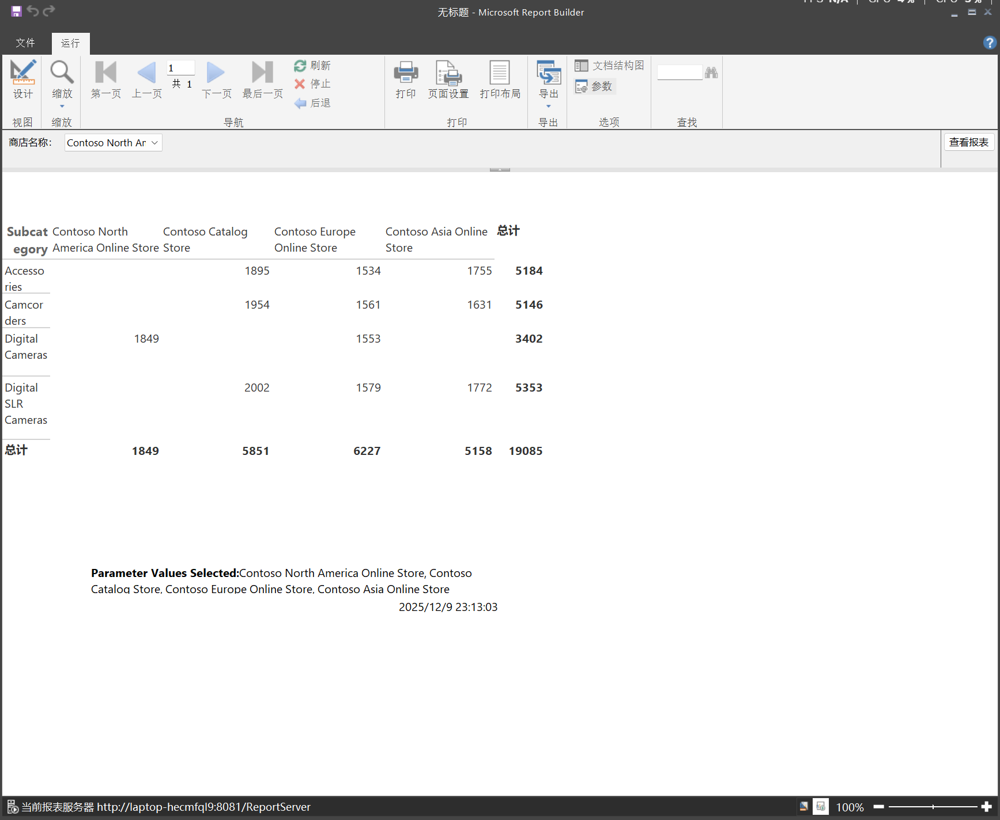 无标题 - Microsoft Report Builder
文件 运行
设计 缩放 第一页 上一页 1 共 1 下一页 最后一页 刷新 停止 后退 打印 页面设置 打印布局 导出 文档结构图 参数
视图 缩放 导航 打印 导出 选项 查找
商店名称: Contoso North Ar 查看报表
Subcategory Contoso North America Online Store Contoso Catalog Store Contoso Europe Online Store Contoso Asia Online Store 总计
Accessories 1895 1534 1755 5184
Camcorders 1954 1561 1631 5146
Digital Cameras 1849 1553 3402
Digital SLR Cameras 2002 1579 1772 5353
总计 1849 5851 6227 5158 19085
Parameter Values Selected:Contoso North America Online Store, Contoso
Catalog Store, Contoso Europe Online Store, Contoso Asia Online Store
2025/12/9 23:13:03
当前报表服务器 http://laptop-hecmfql9:8081/ReportServer 100%